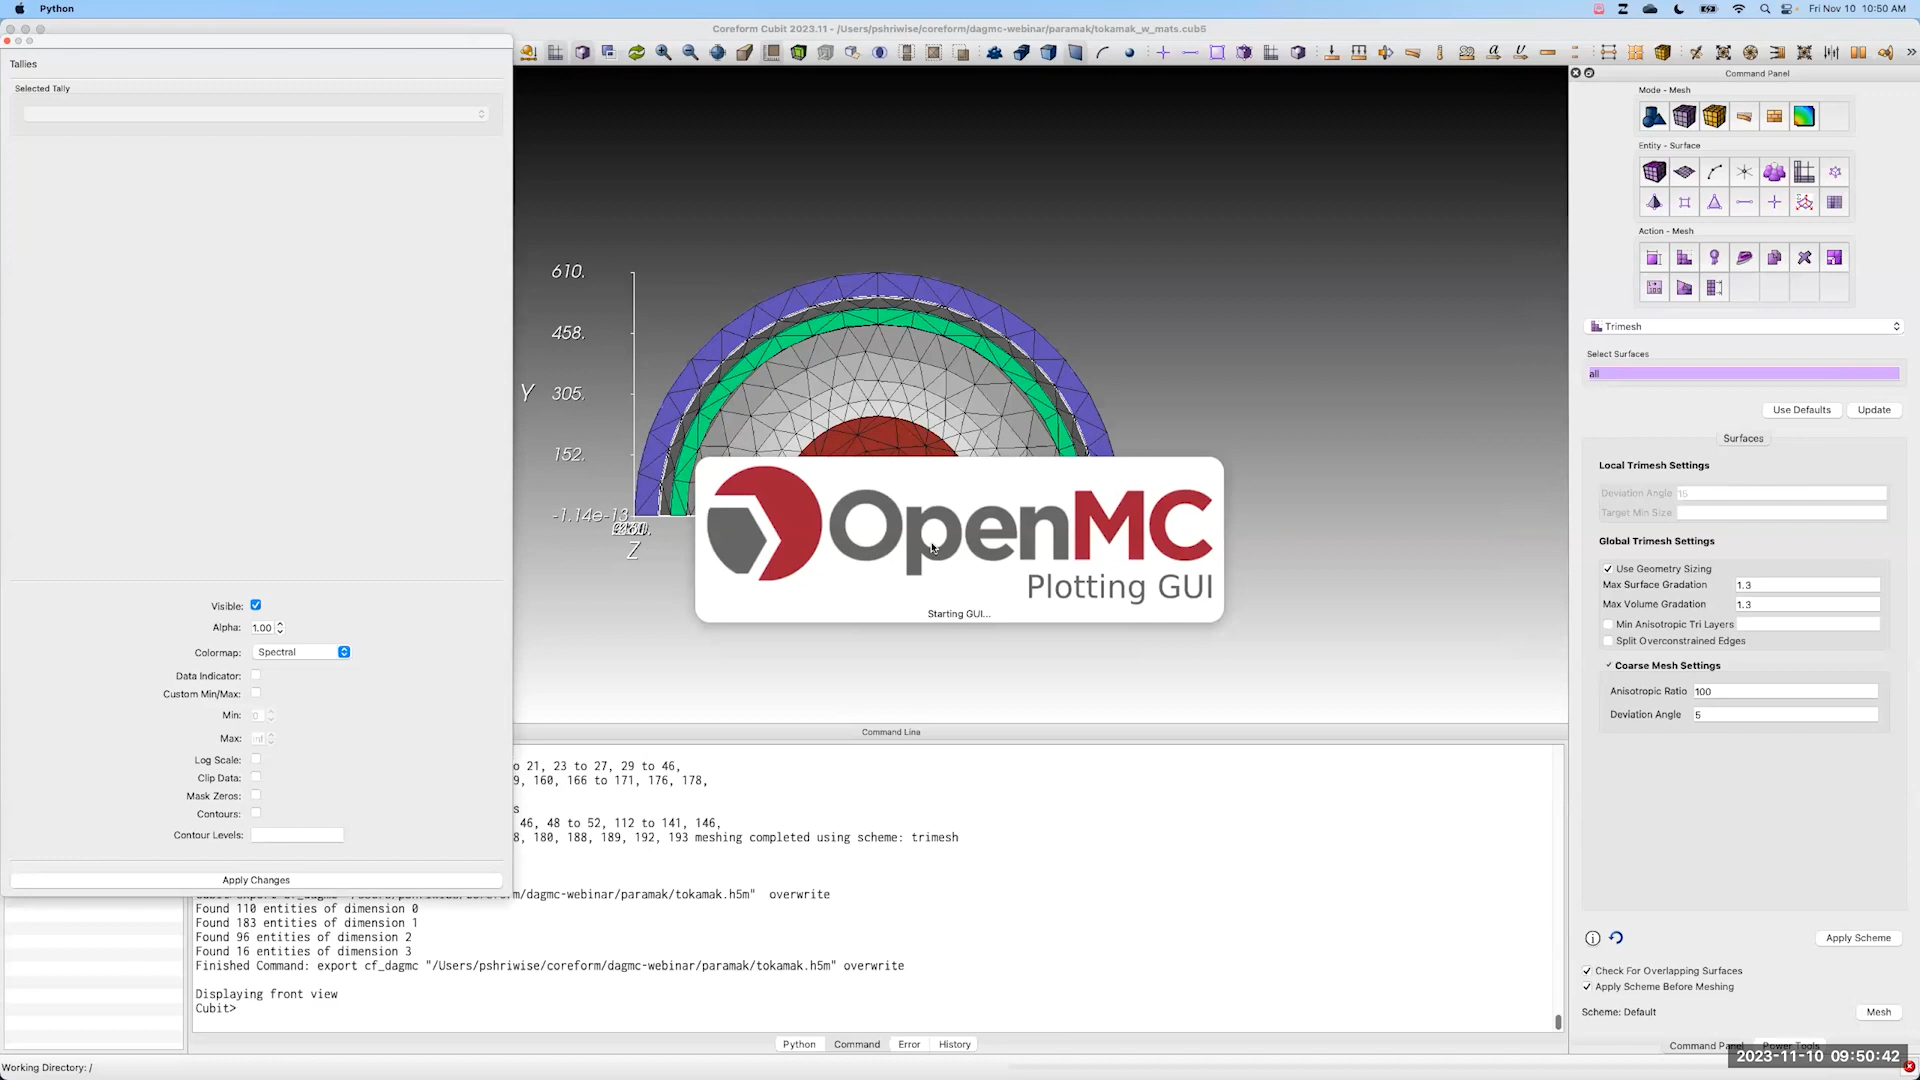 Python
Fri Nov 10 10:50 AM
Coreform Cubit 2023.11 - /Users/pshriwise/coreform/dagmc-webinar/paramak/tokamak_w_mats.cub5
Tallies
Selected Tally
Visible:
Alpha: 1.00
Colormap: Spectral
Data Indicator:
Custom Min/Max:
Min: 0
Max: inf
Log Scale:
Clip Data:
Mask Zeros:
Contours:
Contour Levels:
Apply Changes
610.
458.
Y 305.
152.
-1.14e-13
Z
OpenMC
Plotting GUI
Starting GUI...
Command Line
o 21, 23 to 27, 29 to 46,
9, 160, 166 to 171, 176, 178,
s
46, 48 to 52, 112 to 141, 146,
8, 180, 188, 189, 192, 193 meshing completed using scheme: trimesh
m/dagmc-webinar/paramak/tokamak.h5m" overwrite
Found 110 entities of dimension 0
Found 183 entities of dimension 1
Found 96 entities of dimension 2
Found 16 entities of dimension 3
Finished Command: export cf_dagmc "/Users/pshriwise/coreform/dagmc-webinar/paramak/tokamak.h5m" overwrite
Displaying front view
Cubit>
Python Command Error History
Working Directory: /
Command Panel
Mode - Mesh
Entity - Surface
Action - Mesh
Trimesh
Select Surfaces
all
Use Defaults Update
Surfaces
Local Trimesh Settings
Deviation Angle 15
Target Min Size
Global Trimesh Settings
Use Geometry Sizing
Max Surface Gradation 1.3
Max Volume Gradation 1.3
Min Anisotropic Tri Layers
Split Overconstrained Edges
Coarse Mesh Settings
Anisotropic Ratio 100
Deviation Angle 5
Apply Scheme
Check For Overlapping Surfaces
Apply Scheme Before Meshing
Scheme: Default Mesh
Command Panel Power Tools
2023-11-10 09:50:42